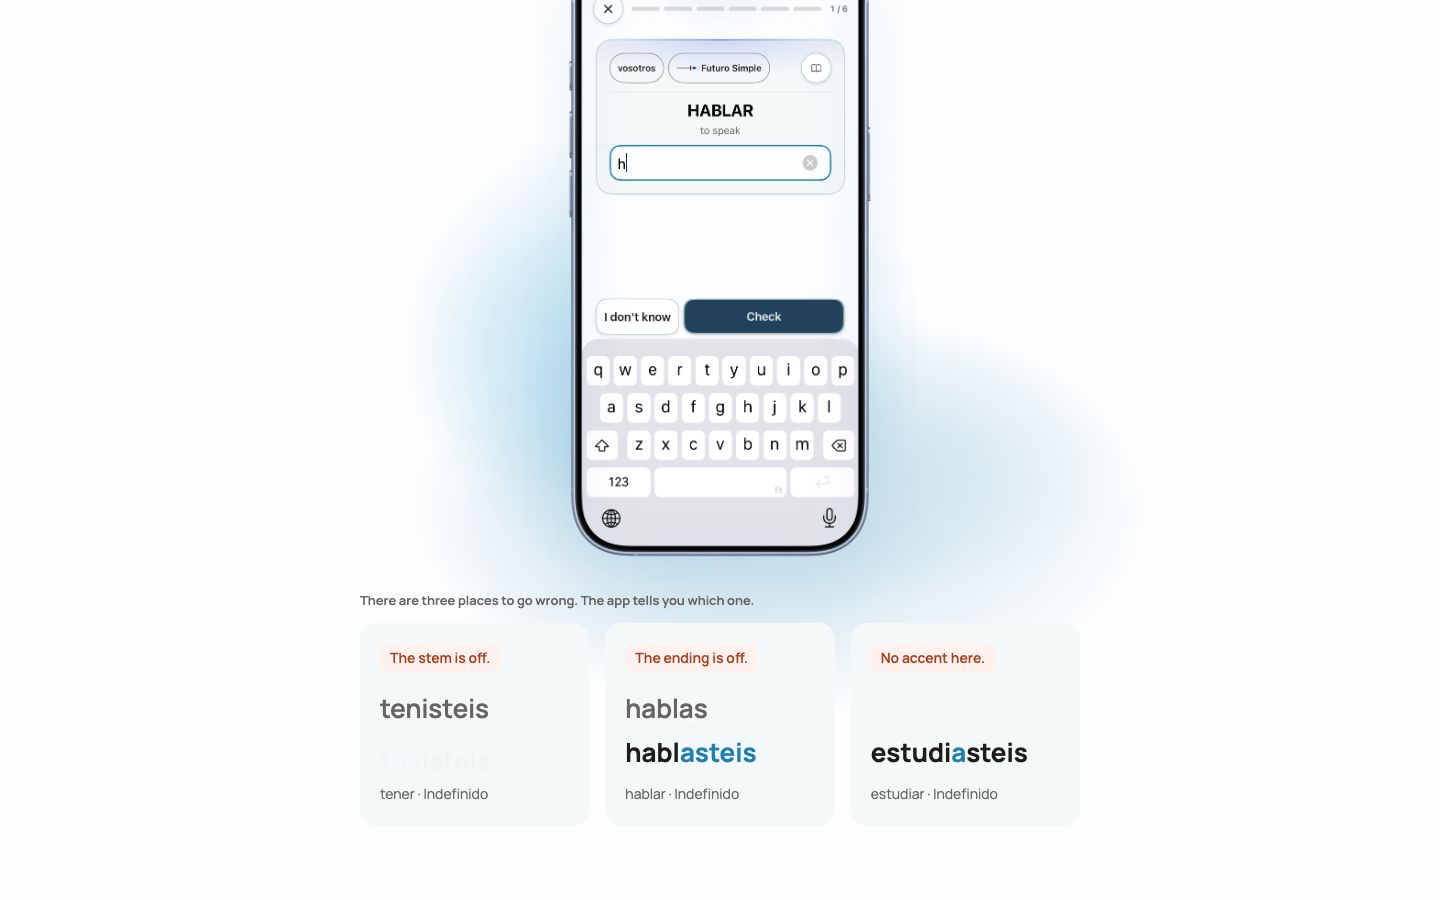 1 / 6
vosotros
Futuro Simple
HABLAR
to speak
h
I don't know
Check
q w e r t y u i o p
a s d f g h j k l
z x c v b n m
123
EN
There are three places to go wrong. The app tells you which one.
The stem is off.
tenisteis
tuvisteis
tener · Indefinido
The ending is off.
hablas
hablasteis
hablar · Indefinido
No accent here.
estudiasteis
estudiar · Indefinido